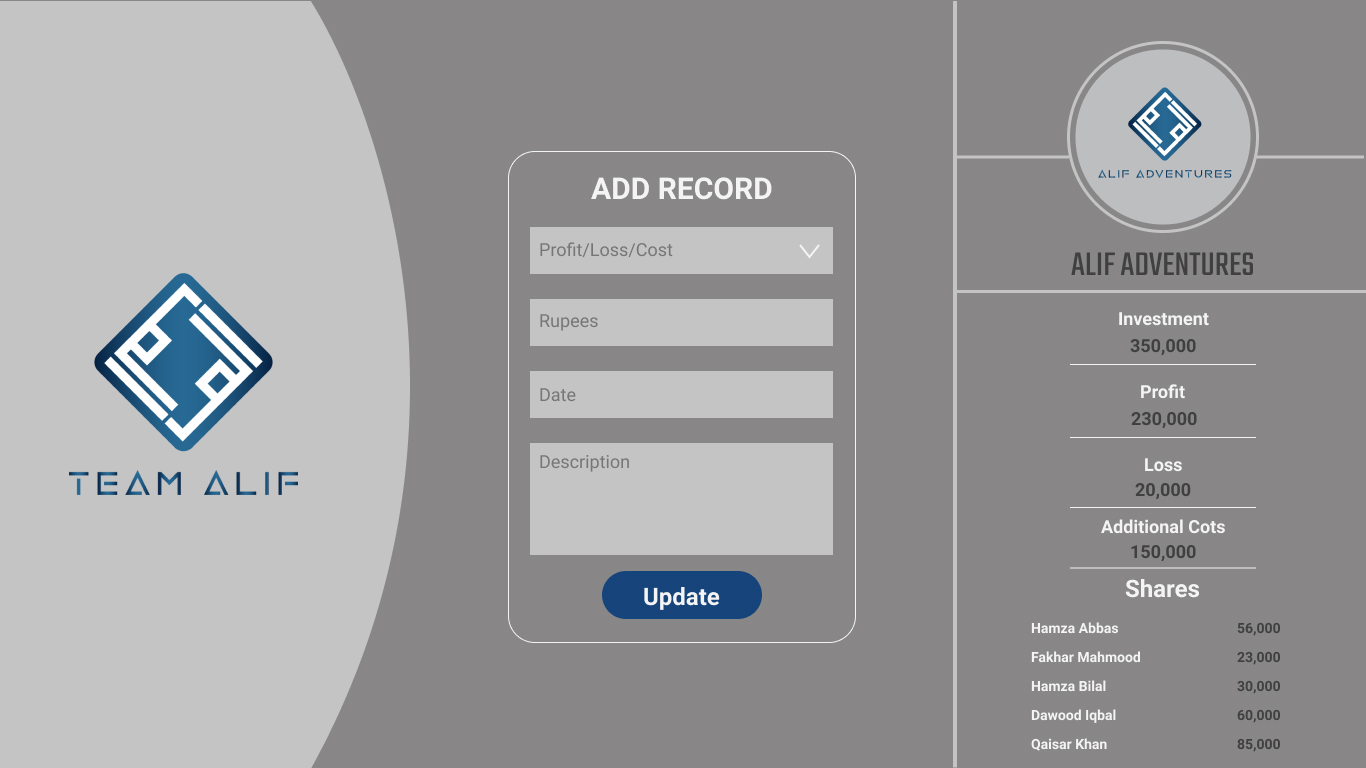 TEAM ALIF
ADD RECORD
Profit/Loss/Cost
Rupees
Date
Description
Update
ALIF ADVENTURES
ALIF ADVENTURES
Investment
350,000
Profit
230,000
Loss
20,000
Additional Cots
150,000
Shares
Hamza Abbas 56,000
Fakhar Mahmood 23,000
Hamza Bilal 30,000
Dawood Iqbal 60,000
Qaisar Khan 85,000